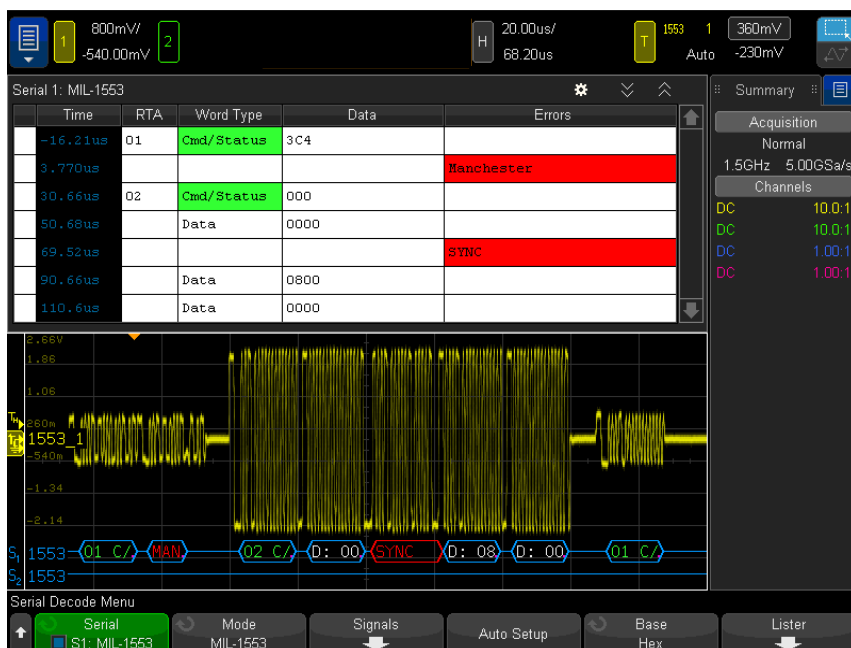 800mV/ 20.00us/ 1553 1 360mV
1 2 H T
-540.00mV 68.20us Auto -230mV
Serial 1: MIL-1553 Summary
Time RTA Word Type Data Errors
Acquisition
-16.21us 01 Cmd/Status 3C4
Normal
3.770us Manchester
1.5GHz 5.00GSa/s
Channels
30.66us 02 Cmd/Status 000
DC 10.0:1
50.68us Data 0000
DC 10.0:1
69.52us SYNC
DC 1.00:1
90.66us Data 0800
DC 1.00:1
110.6us Data 0000
2.66V
1.86
1.06
260m
1553_1
-540m
-1.34
-2.14
S1 1553 01 C/ MAN 02 C/ D: 00 SYNC D: 08 D: 00 01 C/
S2 1553
Serial Decode Menu
Serial Mode Signals Auto Setup Base Lister
S1: MIL-1553 MIL-1553 Hex